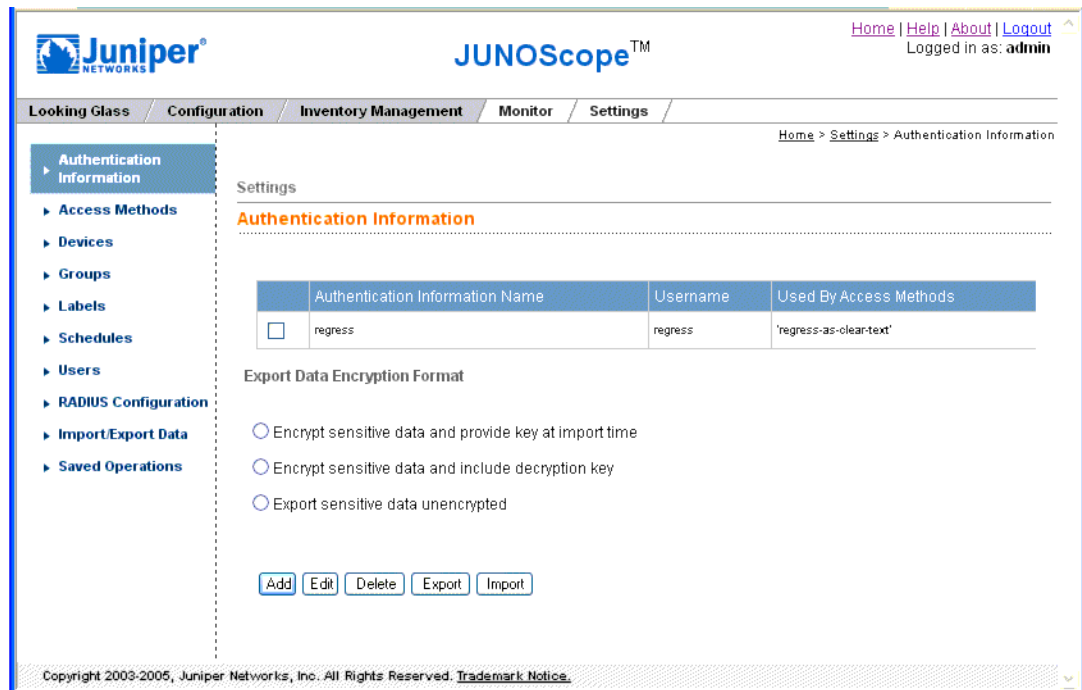 Home | Help | About | Logout
Juniper®
NETWORKS
JUNOScope™
Logged in as: admin
Looking Glass / Configuration / Inventory Management / Monitor / Settings /
Home > Settings > Authentication Information
Authentication
Information
Access Methods
Devices
Groups
Labels
Schedules
Users
RADIUS Configuration
Import/Export Data
Saved Operations
Settings
Authentication Information
Authentication Information Name Username Used By Access Methods
regress regress 'regress-as-clear-text'
Export Data Encryption Format
Encrypt sensitive data and provide key at import time
Encrypt sensitive data and include decryption key
Export sensitive data unencrypted
Add Edit Delete Export Import
Copyright 2003-2005, Juniper Networks, Inc. All Rights Reserved. Trademark Notice.